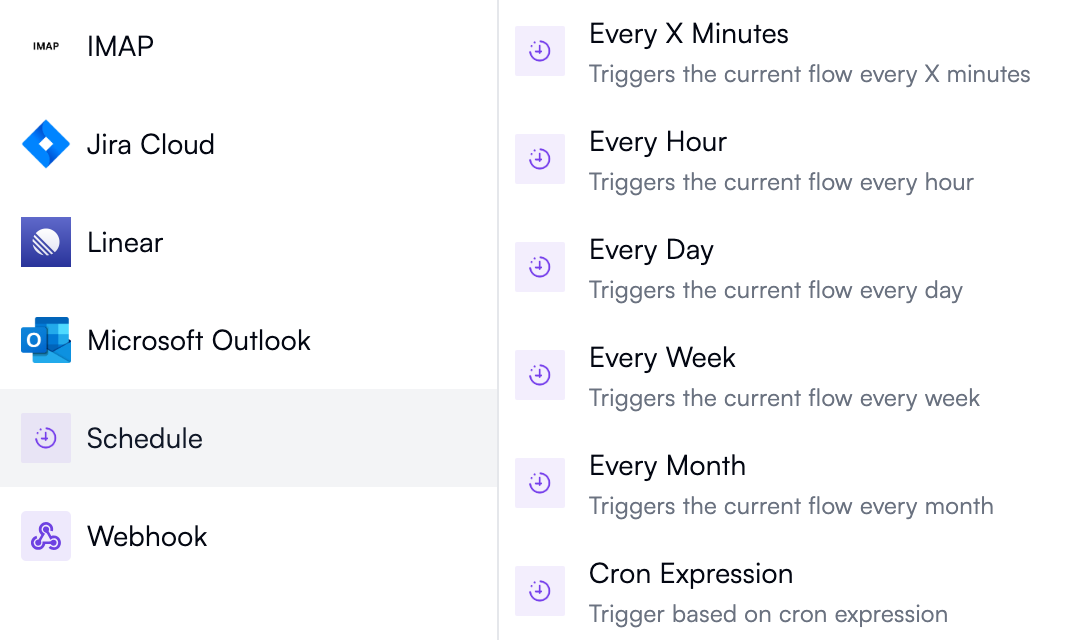 IMAP IMAP
Jira Cloud
Linear
O Microsoft Outlook
Schedule
Webhook
Every X Minutes
Triggers the current flow every X minutes
Every Hour
Triggers the current flow every hour
Every Day
Triggers the current flow every day
Every Week
Triggers the current flow every week
Every Month
Triggers the current flow every month
Cron Expression
Trigger based on cron expression